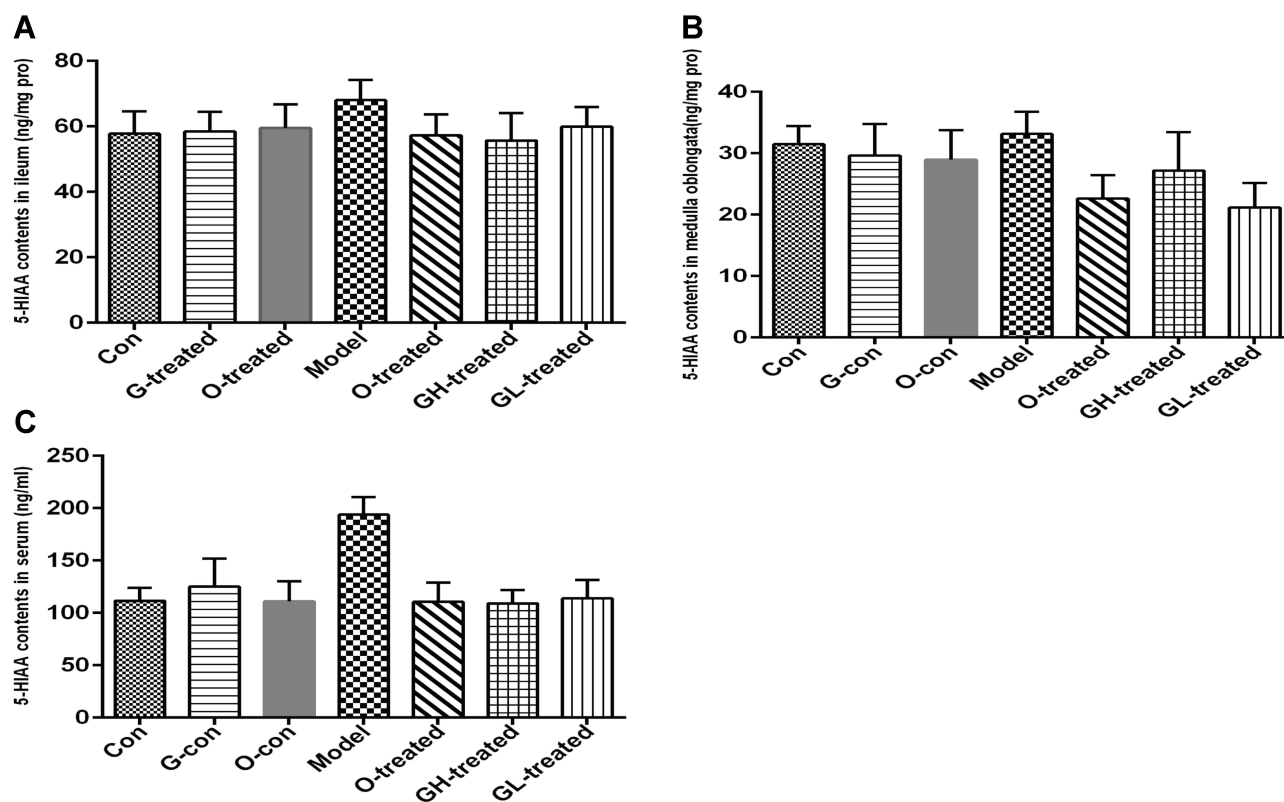 A
5-HIAA contents in ileum (ng/mg pro)
80
60
40
20
0
Con
G-treated
O-treated
Model
O-treated
GH-treated
GL-treated
B
5-HIAA contents in medulla oblongata(ng/mg pro)
40
30
20
10
0
Con
G-con
O-con
Model
O-treated
GH-treated
GL-treated
C
5-HIAA contents in serum (ng/ml)
250
200
150
100
50
0
Con
G-con
O-con
Model
O-treated
GH-treated
GL-treated